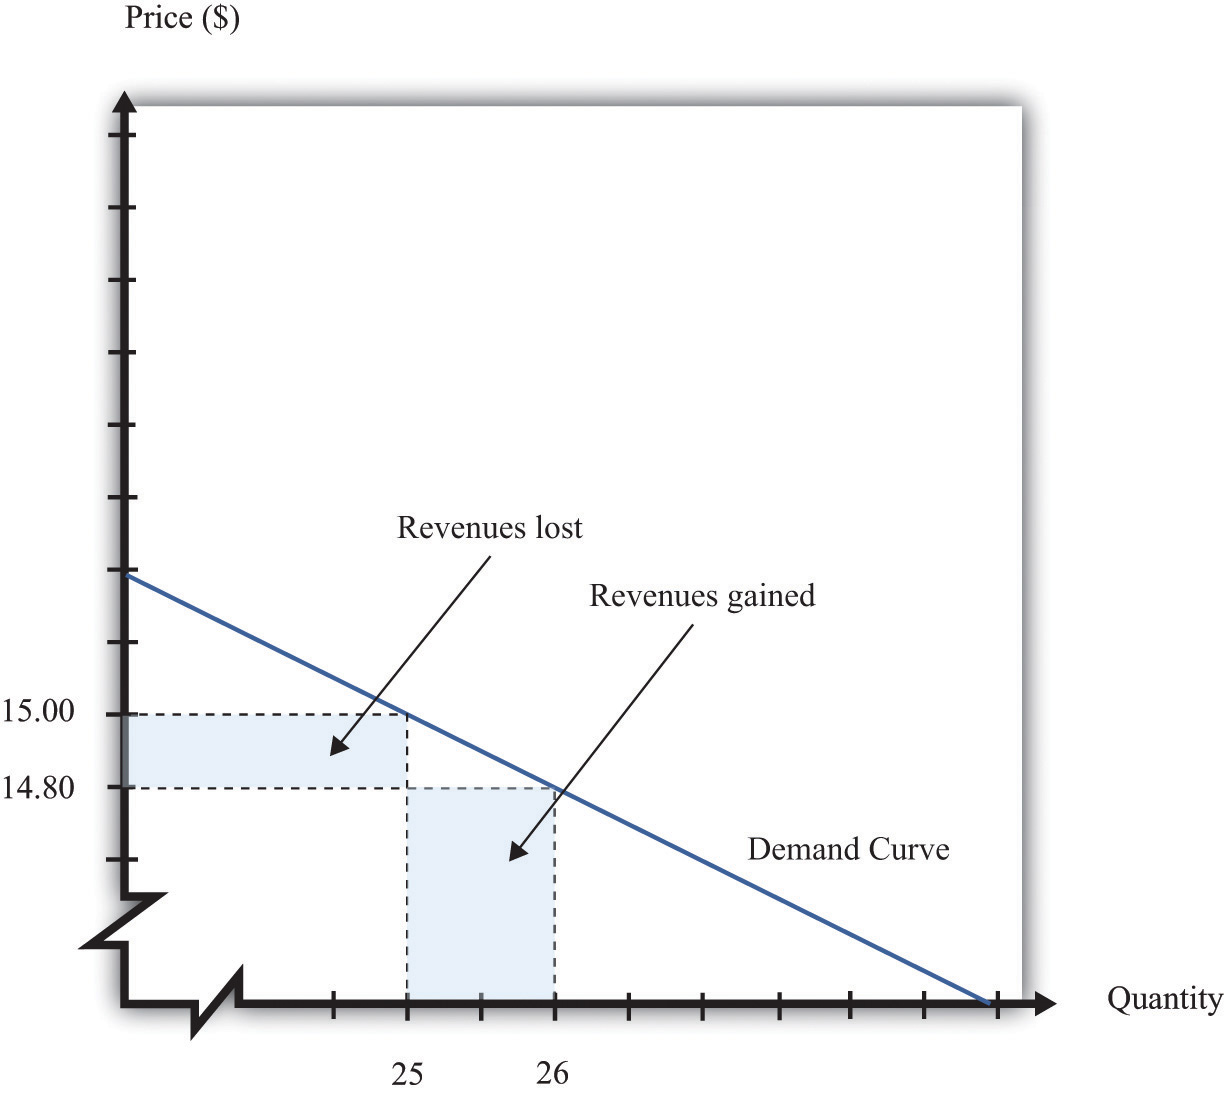 Price ($)
Revenues lost
Revenues gained
15.00
14.80
Demand Curve
Quantity
25
26